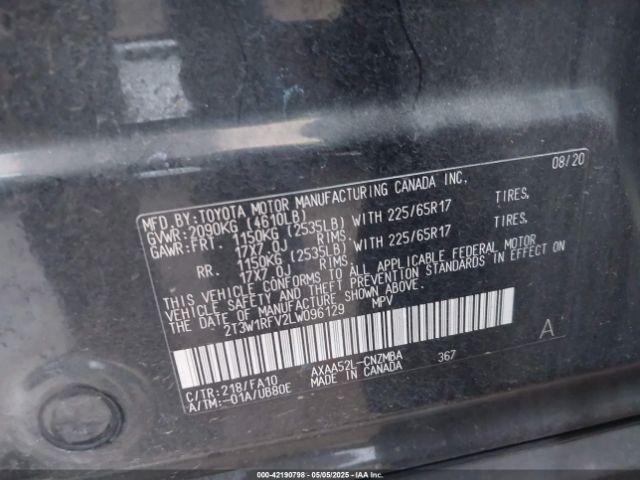 MFD.BY:TOYOTA MOTOR MANUFACTURING CANADA INC. 08/20
GVWR:2090KG (4610LB)
GAWR:FRT. 1150KG (2535LB) WITH 225/65R17 TIRES,
17X7.0J RIMS.
RR. 1150KG (2535LB) WITH 225/65R17 TIRES,
17X7.0J RIMS.
THIS VEHICLE CONFORMS TO ALL APPLICABLE FEDERAL MOTOR
VEHICLE SAFETY AND THEFT PREVENTION STANDARDS IN EFFECT ON
THE DATE OF MANUFACTURE SHOWN ABOVE.
2T3W1RFV2LW096129 MPV
A
C/TR:218/FA10 AXAA52L-CNZMBA 367
A/TM:-01A/UB80E MADE IN CANADA
000-42190798 - 05/05/2025 - IAAI.COM